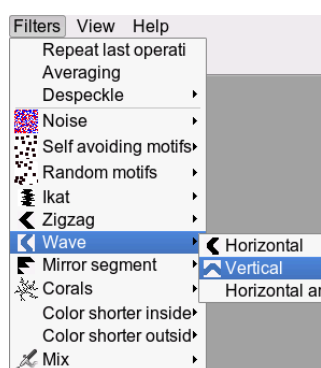 Filters View Help
Repeat last operati
Averaging
Despeckle
Noise
Self avoiding motifs
Random motifs
Ikat
Zigzag
Wave
Horizontal
Mirror segment
Vertical
Corals
Horizontal an
Color shorter inside
Color shorter outsid
Mix